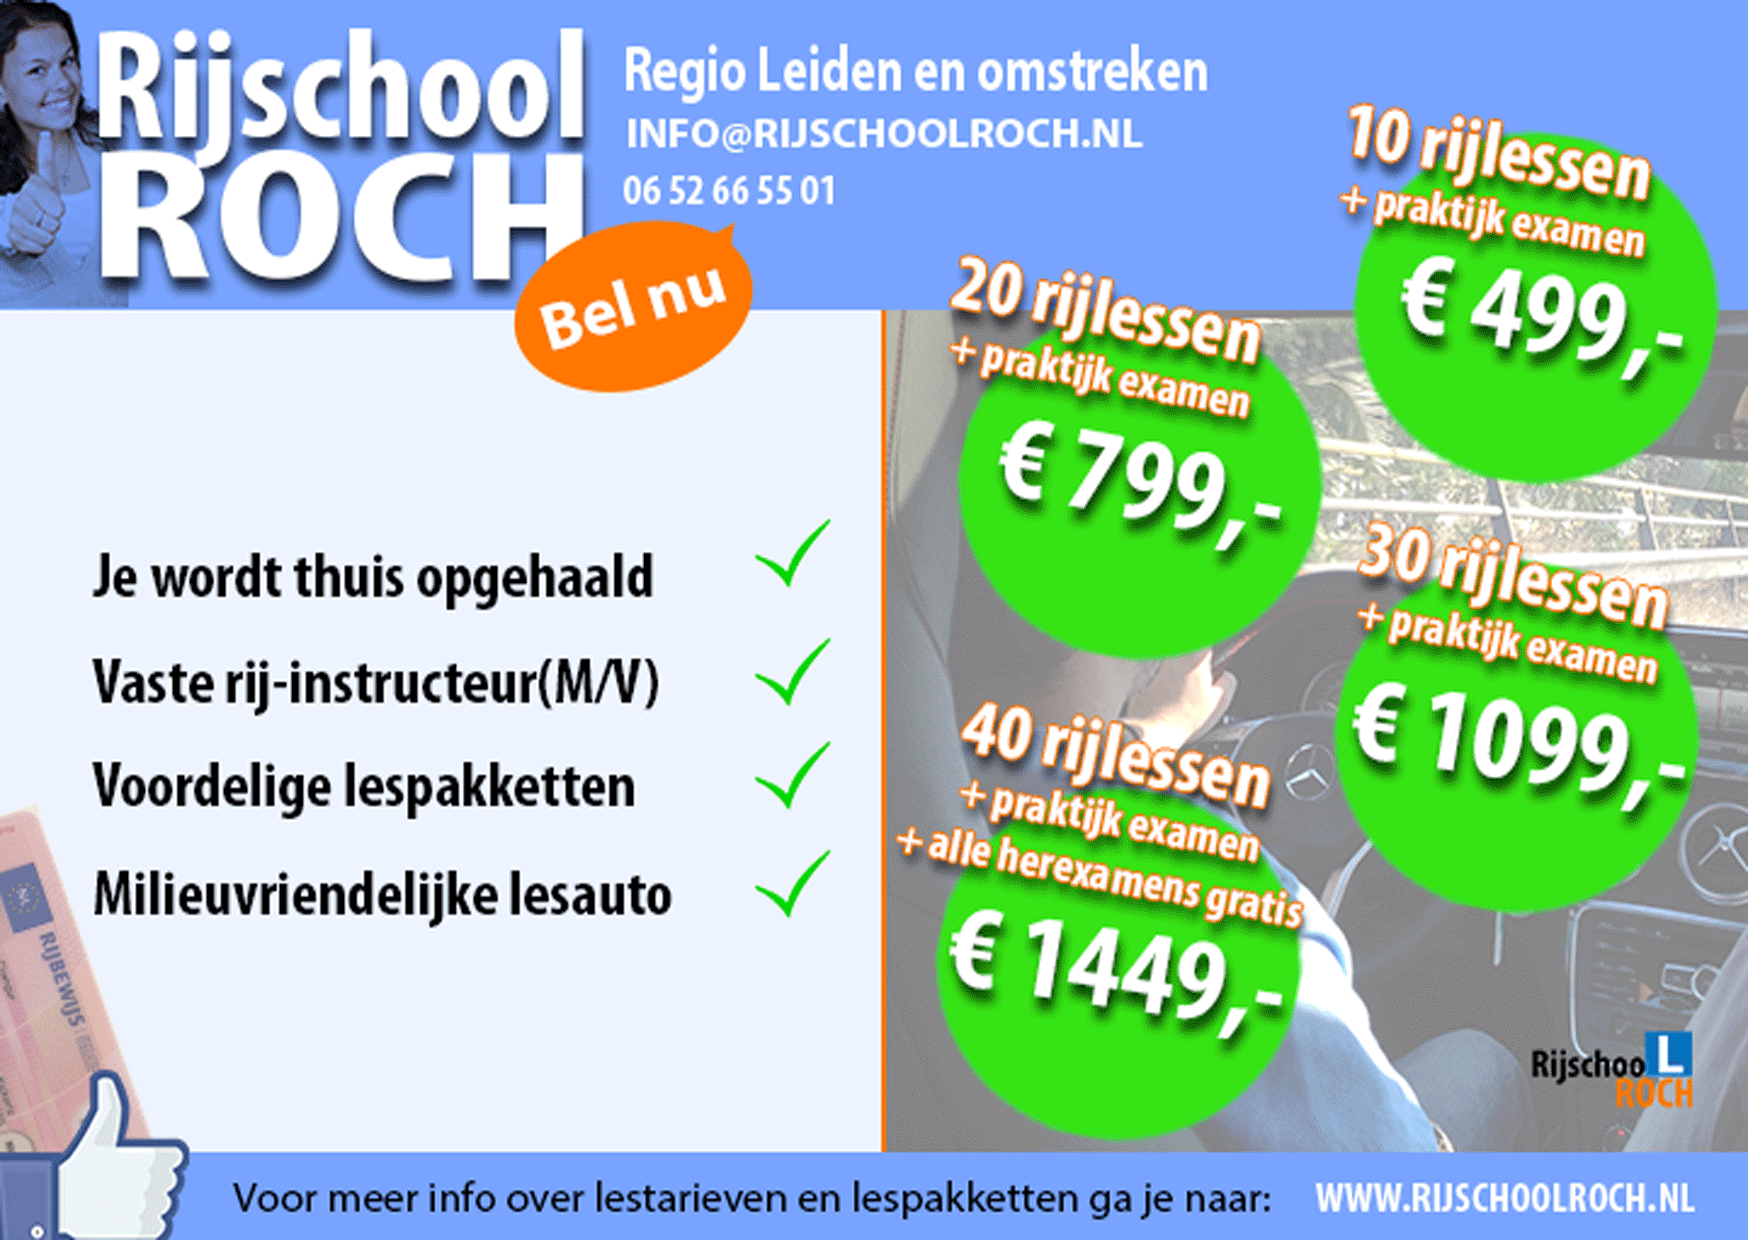 Rijschool
ROCH
Regio Leiden en omstreken
INFO@RIJSCHOOLROCH.NL
06 52 66 55 01
Bel nu
10 rijlessen
+ praktijk examen
€ 499,-
20 rijlessen
+ praktijk examen
€ 799,-
30 rijlessen
+ praktijk examen
€ 1099,-
40 rijlessen
+ praktijk examen
+ alle herexamens gratis
€ 1449,-
Je wordt thuis opgehaald
Vaste rij-instructeur(M/V)
Voordelige lespakketten
Milieuvriendelijke lesauto
RIJBEWIJS
RijschooL
ROCH
Voor meer info over lestarieven en lespakketten ga je naar: WWW.RIJSCHOOLROCH.NL